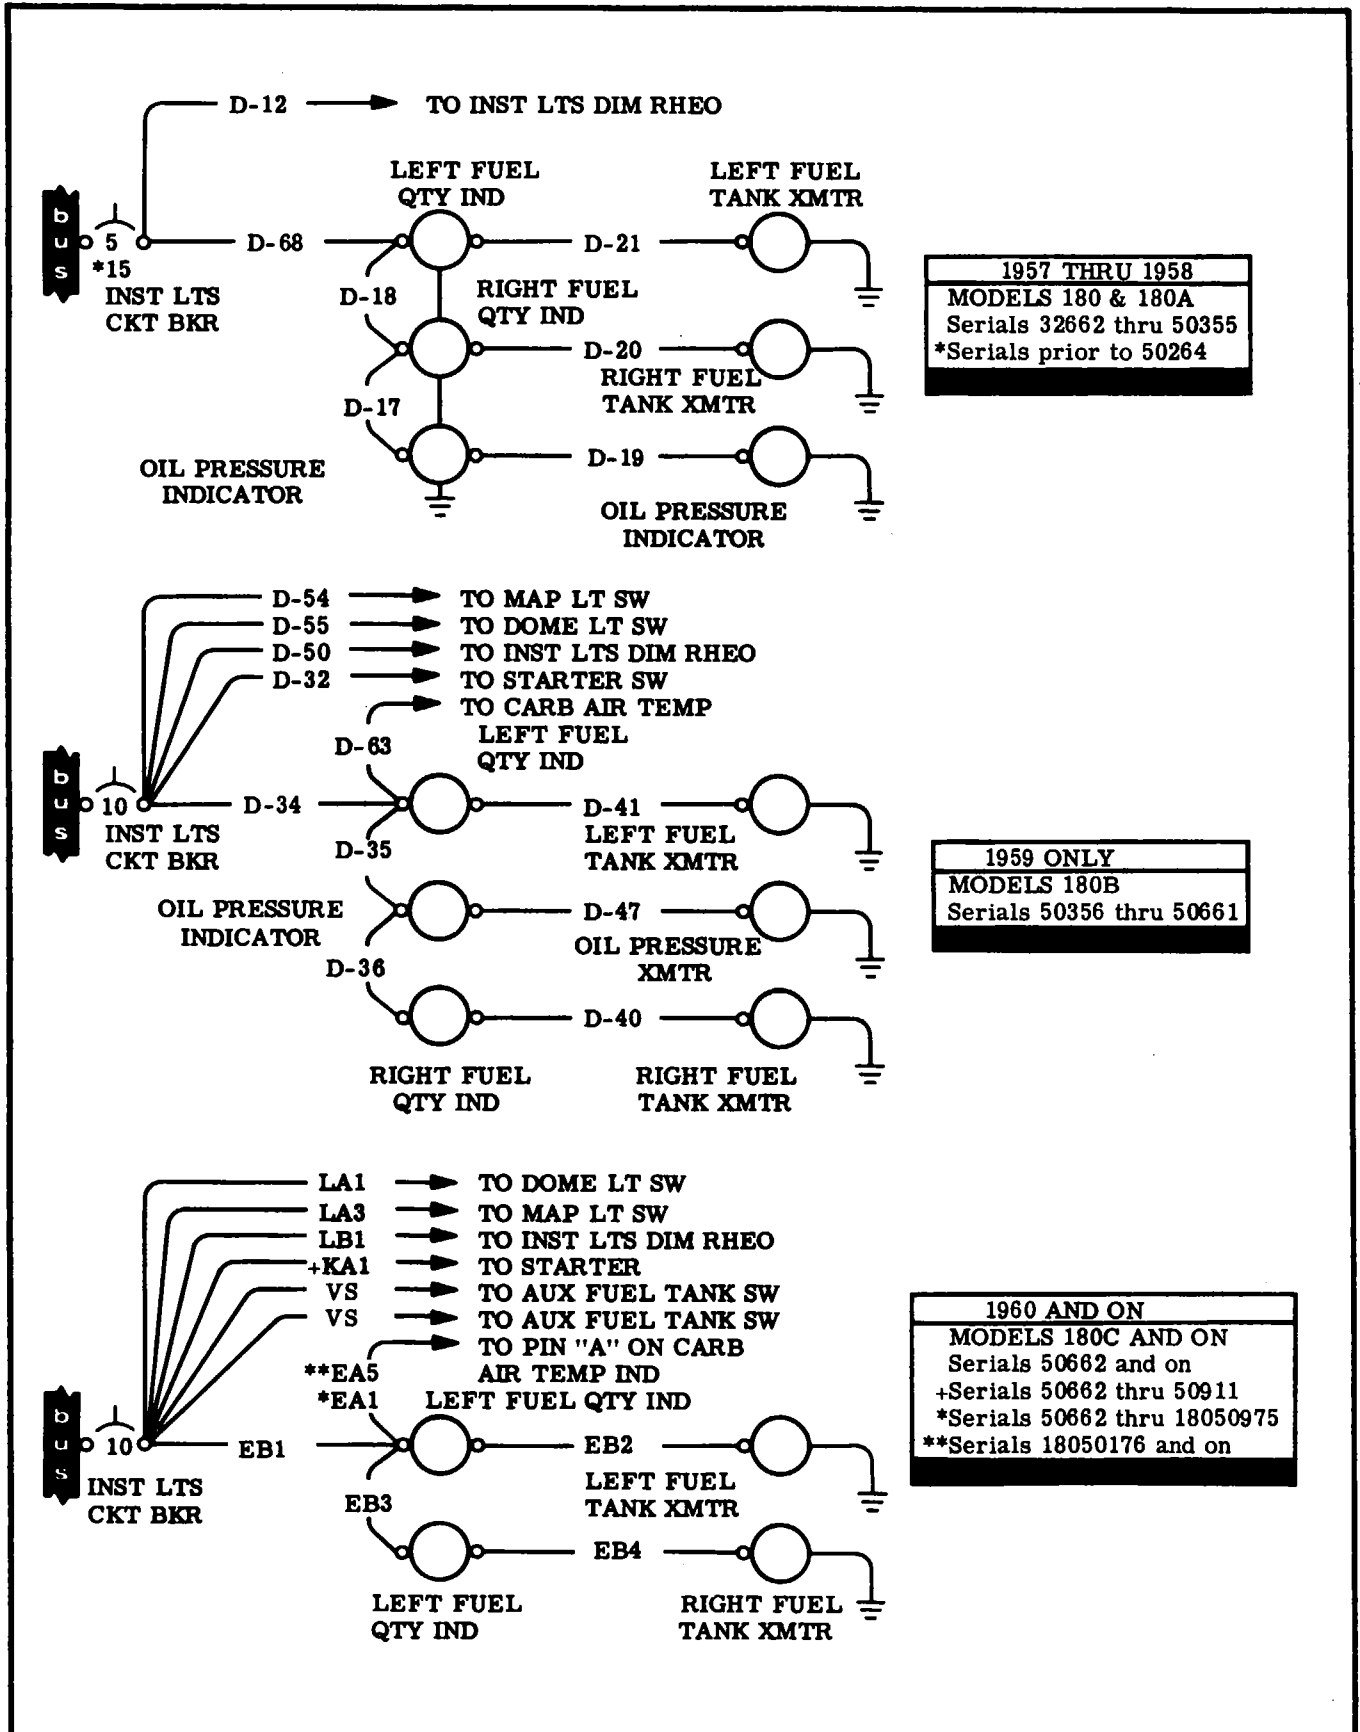 D-12 TO INST LTS DIM RHEO
LEFT FUEL
QTY IND
LEFT FUEL
TANK XMTR
bus
5
*15
INST LTS
CKT BKR
D-68
D-21
D-18
RIGHT FUEL
QTY IND
D-20
RIGHT FUEL
TANK XMTR
D-17
D-19
OIL PRESSURE
INDICATOR
OIL PRESSURE
INDICATOR
1957 THRU 1958
MODELS 180 & 180A
Serials 32662 thru 50355
*Serials prior to 50264
D-54 TO MAP LT SW
D-55 TO DOME LT SW
D-50 TO INST LTS DIM RHEO
D-32 TO STARTER SW
TO CARB AIR TEMP
D-63
LEFT FUEL
QTY IND
bus
10
INST LTS
CKT BKR
D-34
D-41
LEFT FUEL
TANK XMTR
D-35
OIL PRESSURE
INDICATOR
D-47
OIL PRESSURE
XMTR
D-36
D-40
RIGHT FUEL
QTY IND
RIGHT FUEL
TANK XMTR
1959 ONLY
MODELS 180B
Serials 50356 thru 50661
LA1 TO DOME LT SW
LA3 TO MAP LT SW
LB1 TO INST LTS DIM RHEO
+KA1 TO STARTER
VS TO AUX FUEL TANK SW
VS TO AUX FUEL TANK SW
TO PIN "A" ON CARB
AIR TEMP IND
**EA5
*EA1
LEFT FUEL QTY IND
bus
10
INST LTS
CKT BKR
EB1
EB2
LEFT FUEL
TANK XMTR
EB3
EB4
LEFT FUEL
QTY IND
RIGHT FUEL
TANK XMTR
1960 AND ON
MODELS 180C AND ON
Serials 50662 and on
+Serials 50662 thru 50911
*Serials 50662 thru 18050975
**Serials 18050176 and on